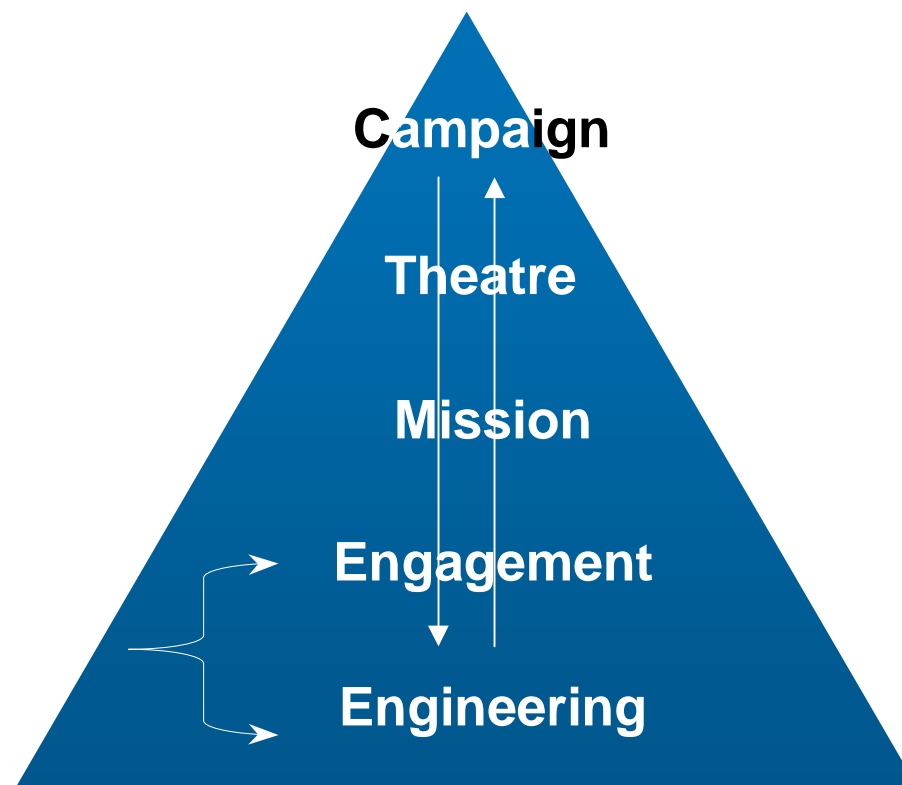 Campaign
Theatre
Mission
Engagement
Engineering